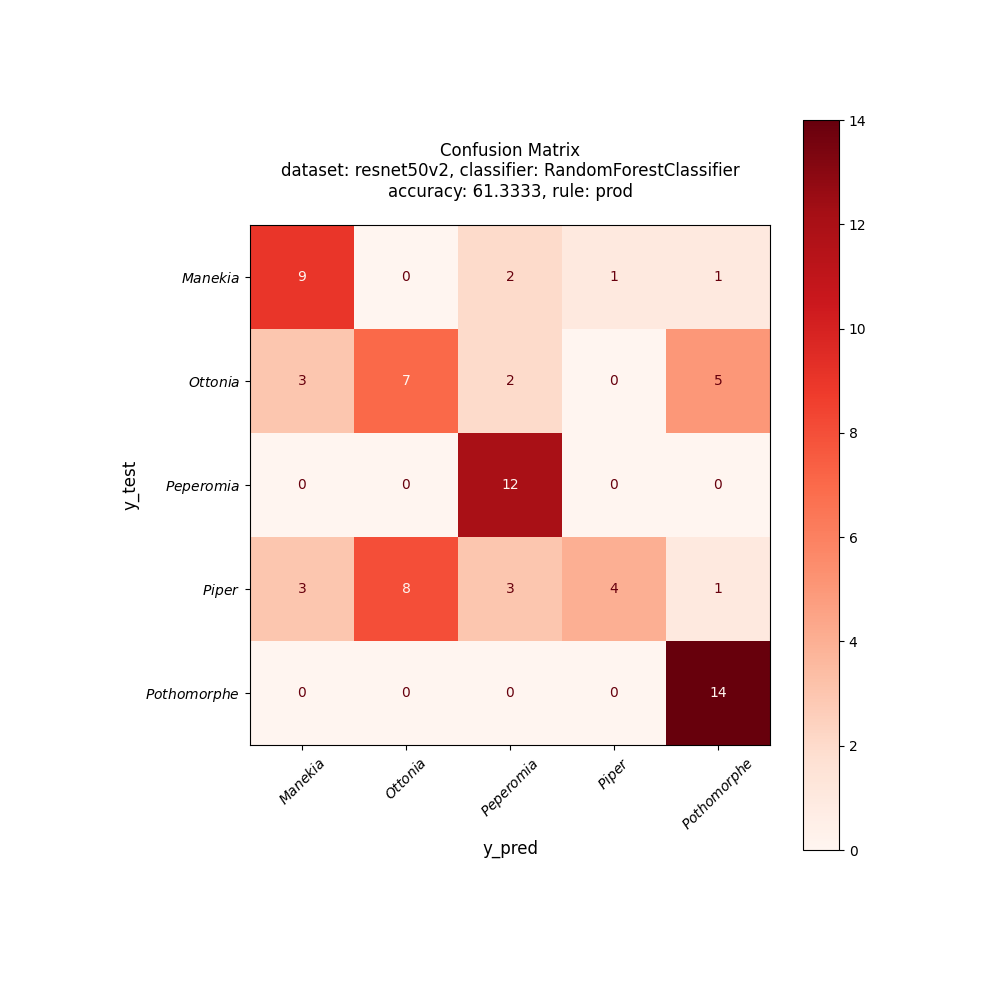 Confusion Matrix
dataset: resnet50v2, classifier: RandomForestClassifier
accuracy: 61.3333, rule: prod
y_test
Manekia 9 0 2 1 1
Ottonia 3 7 2 0 5
Peperomia 0 0 12 0 0
Piper 3 8 3 4 1
Pothomorphe 0 0 0 0 14
Manekia Ottonia Peperomia Piper Pothomorphe
y_pred
14
12
10
8
6
4
2
0